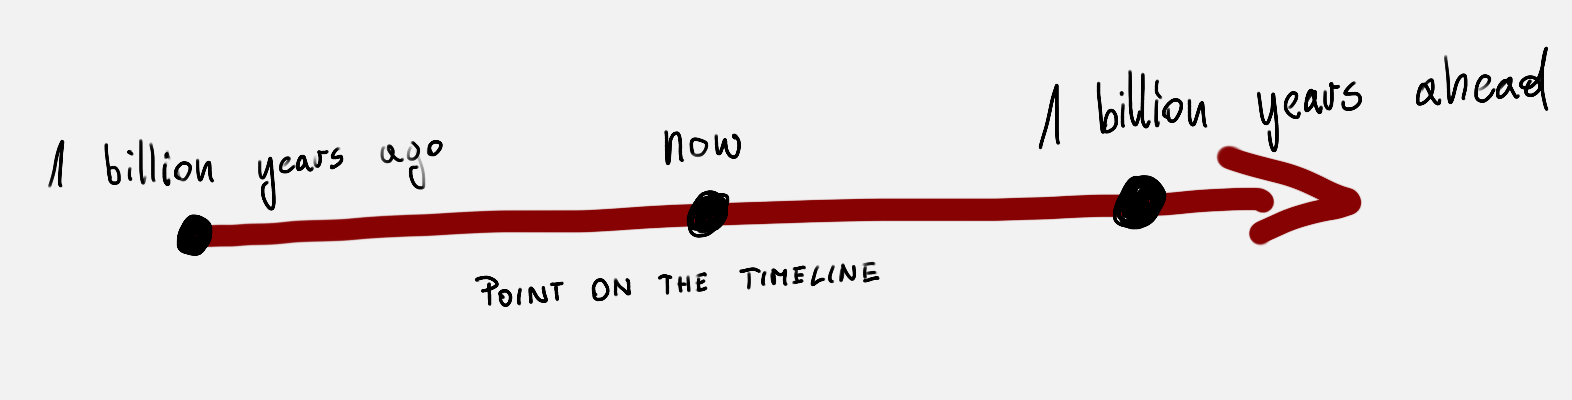 1 billion years ago
now
1 billion years ahead
POINT ON THE TIMELINE